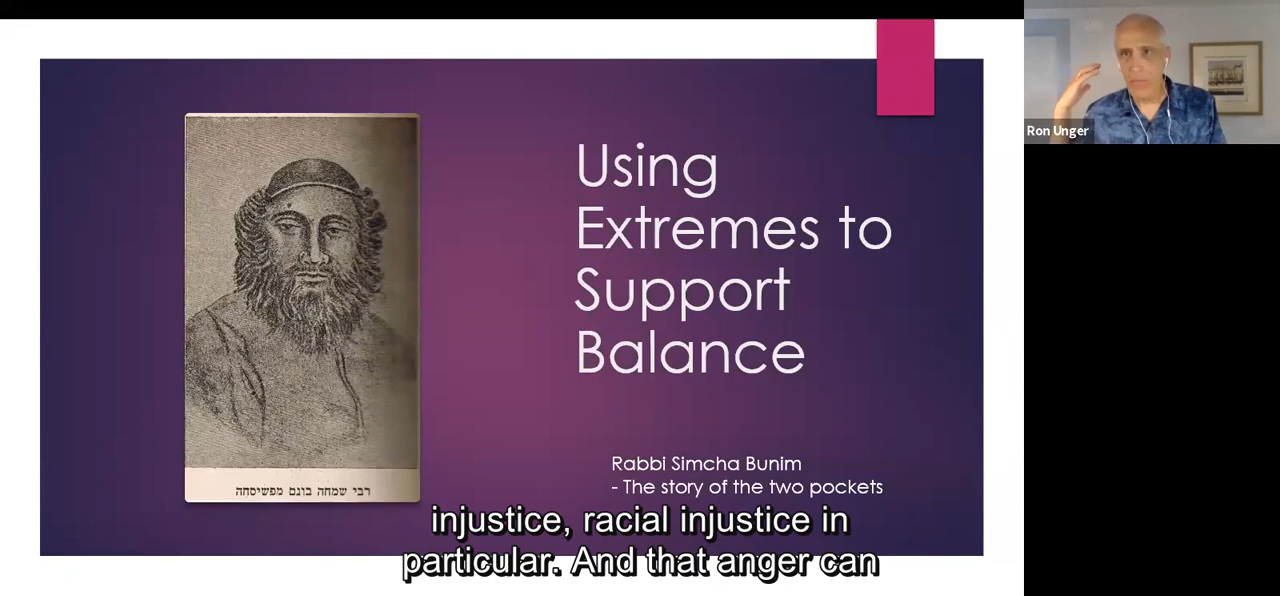 Using
Extremes to
Support
Balance
Rabbi Simcha Bunim
- The story of the two pockets
רבי שמחה בונם מפשיסחה
injustice, racial injustice in
particular. And that anger can
Ron Unger